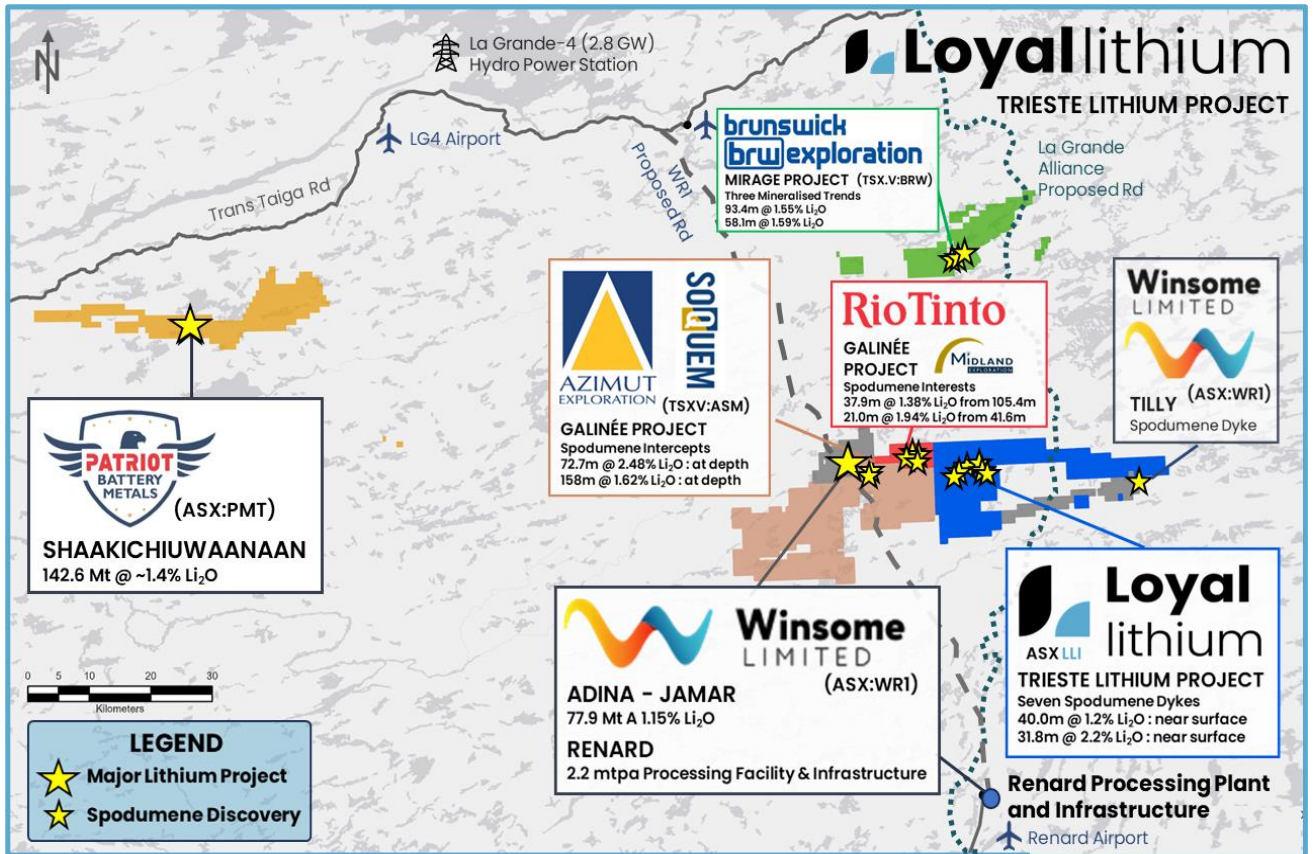 N
La Grande-4 (2.8 GW)
Hydro Power Station
Loyallithium
TRIESTE LITHIUM PROJECT
LG4 Airport
Trans Taiga Rd
WR1
Proposed Rd
brunswick
brw exploration
MIRAGE PROJECT (TSX.V:BRW)
Three Mineralised Trends
93.4m @ 1.55% Li₂O
58.1m @ 1.59% Li₂O
La Grande
Alliance
Proposed Rd
AZIMUT
EXPLORATION
SOQUEM
(TSXV:ASM)
GALINÉE PROJECT
Spodumene Intercepts
72.7m @ 2.48% Li₂O : at depth
158m @ 1.62% Li₂O : at depth
RioTinto
GALINÉE
PROJECT
MIDLAND
EXPLORATION
Spodumene Interests
37.9m @ 1.38% Li₂O from 105.4m
21.0m @ 1.94% Li₂O from 41.6m
Winsome
LIMITED
(ASX:WR1)
TILLY
Spodumene Dyke
PATRIOT
BATTERY
METALS
(ASX:PMT)
SHAAKICHIUWAANAAN
142.6 Mt @ ~1.4% Li₂O
Winsome
LIMITED
(ASX:WR1)
ADINA - JAMAR
77.9 Mt A 1.15% Li₂O
RENARD
2.2 mtpa Processing Facility & Infrastructure
Loyal
lithium
ASX LLI
TRIESTE LITHIUM PROJECT
Seven Spodumene Dykes
40.0m @ 1.2% Li₂O : near surface
31.8m @ 2.2% Li₂O : near surface
0 5 10 20 30
Kilometers
LEGEND
Major Lithium Project
Spodumene Discovery
Renard Processing Plant
and Infrastructure
Renard Airport